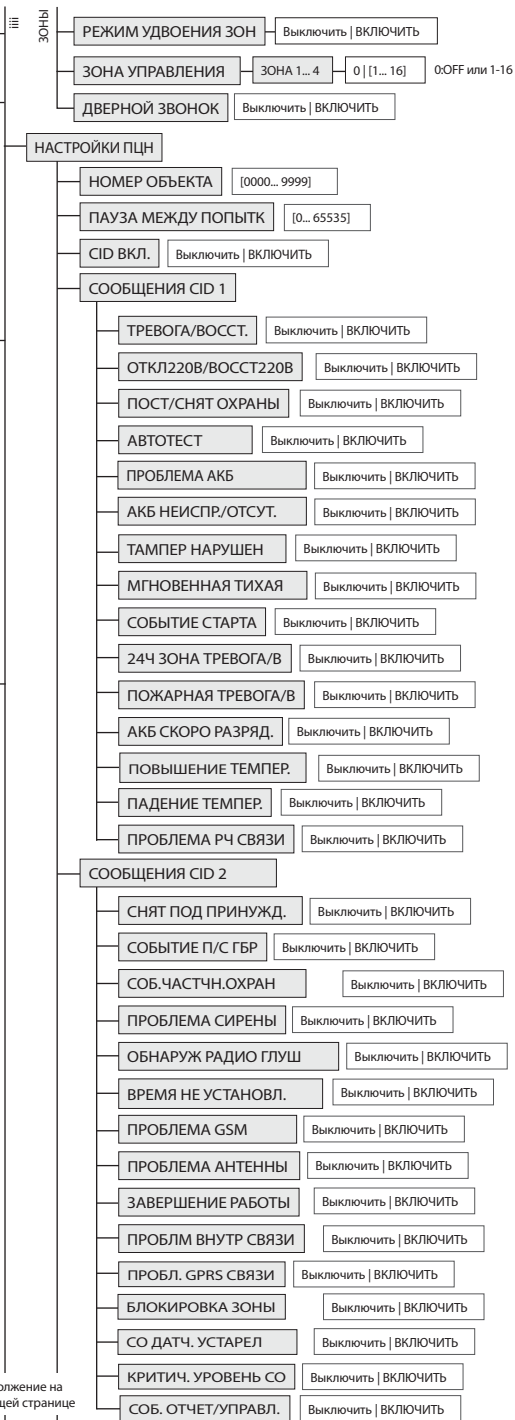 ЗОНЫ
РЕЖИМ УДВОЕНИЯ ЗОН Выключить | ВКЛЮЧИТЬ
ЗОНА УПРАВЛЕНИЯ ЗОНА 1... 4 0 | [1... 16] 0:OFF или 1-16
ДВЕРНОЙ ЗВОНОК Выключить | ВКЛЮЧИТЬ
НАСТРОЙКИ ПЦН
НОМЕР ОБЪЕКТА [0000... 9999]
ПАУЗА МЕЖДУ ПОПЫТК [0... 65535]
CID ВКЛ. Выключить | ВКЛЮЧИТЬ
СООБЩЕНИЯ CID 1
ТРЕВОГА/ВОССТ. Выключить | ВКЛЮЧИТЬ
ОТКЛ220В/ВОССТ220В Выключить | ВКЛЮЧИТЬ
ПОСТ/СНЯТ ОХРАНЫ Выключить | ВКЛЮЧИТЬ
АВТОТЕСТ Выключить | ВКЛЮЧИТЬ
ПРОБЛЕМА АКБ Выключить | ВКЛЮЧИТЬ
АКБ НЕИСПР./ОТСУТ. Выключить | ВКЛЮЧИТЬ
ТАМПЕР НАРУШЕН Выключить | ВКЛЮЧИТЬ
МГНОВЕННАЯ ТИХАЯ Выключить | ВКЛЮЧИТЬ
СОБЫТИЕ СТАРТА Выключить | ВКЛЮЧИТЬ
24Ч ЗОНА ТРЕВОГА/В Выключить | ВКЛЮЧИТЬ
ПОЖАРНАЯ ТРЕВОГА/В Выключить | ВКЛЮЧИТЬ
АКБ СКОРО РАЗРЯД. Выключить | ВКЛЮЧИТЬ
ПОВЫШЕНИЕ ТЕМПЕР. Выключить | ВКЛЮЧИТЬ
ПАДЕНИЕ ТЕМПЕР. Выключить | ВКЛЮЧИТЬ
ПРОБЛЕМА РЧ СВЯЗИ Выключить | ВКЛЮЧИТЬ
СООБЩЕНИЯ CID 2
СНЯТ ПОД ПРИНУЖД. Выключить | ВКЛЮЧИТЬ
СОБЫТИЕ П/С ГБР Выключить | ВКЛЮЧИТЬ
СОБ.ЧАСТЧН.ОХРАН Выключить | ВКЛЮЧИТЬ
ПРОБЛЕМА СИРЕНЫ Выключить | ВКЛЮЧИТЬ
ОБНАРУЖ РАДИО ГЛУШ Выключить | ВКЛЮЧИТЬ
ВРЕМЯ НЕ УСТАНОВЛ. Выключить | ВКЛЮЧИТЬ
ПРОБЛЕМА GSM Выключить | ВКЛЮЧИТЬ
ПРОБЛЕМА АНТЕННЫ Выключить | ВКЛЮЧИТЬ
ЗАВЕРШЕНИЕ РАБОТЫ Выключить | ВКЛЮЧИТЬ
ПРОБЛМ ВНУТР СВЯЗИ Выключить | ВКЛЮЧИТЬ
ПРОБЛ. GPRS СВЯЗИ Выключить | ВКЛЮЧИТЬ
БЛОКИРОВКА ЗОНЫ Выключить | ВКЛЮЧИТЬ
СО ДАТЧ. УСТАРЕЛ Выключить | ВКЛЮЧИТЬ
КРИТИЧ. УРОВЕНЬ СО Выключить | ВКЛЮЧИТЬ
СОБ. ОТЧЕТ/УПРАВЛ. Выключить | ВКЛЮЧИТЬ
олжение на
щей странице